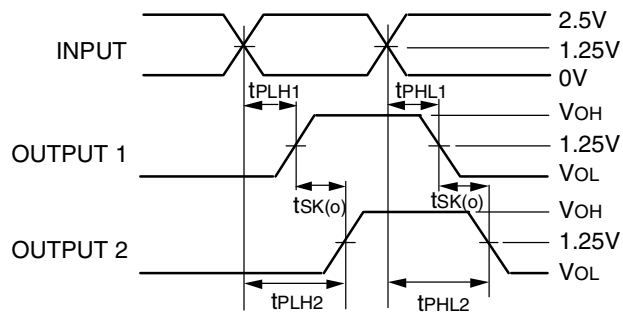 2.5V
INPUT
1.25V
0V
tPLH1
tPHL1
VOH
OUTPUT 1
1.25V
VOL
tSK(o)
tSK(o)
VOH
OUTPUT 2
1.25V
VOL
tPLH2
tPHL2